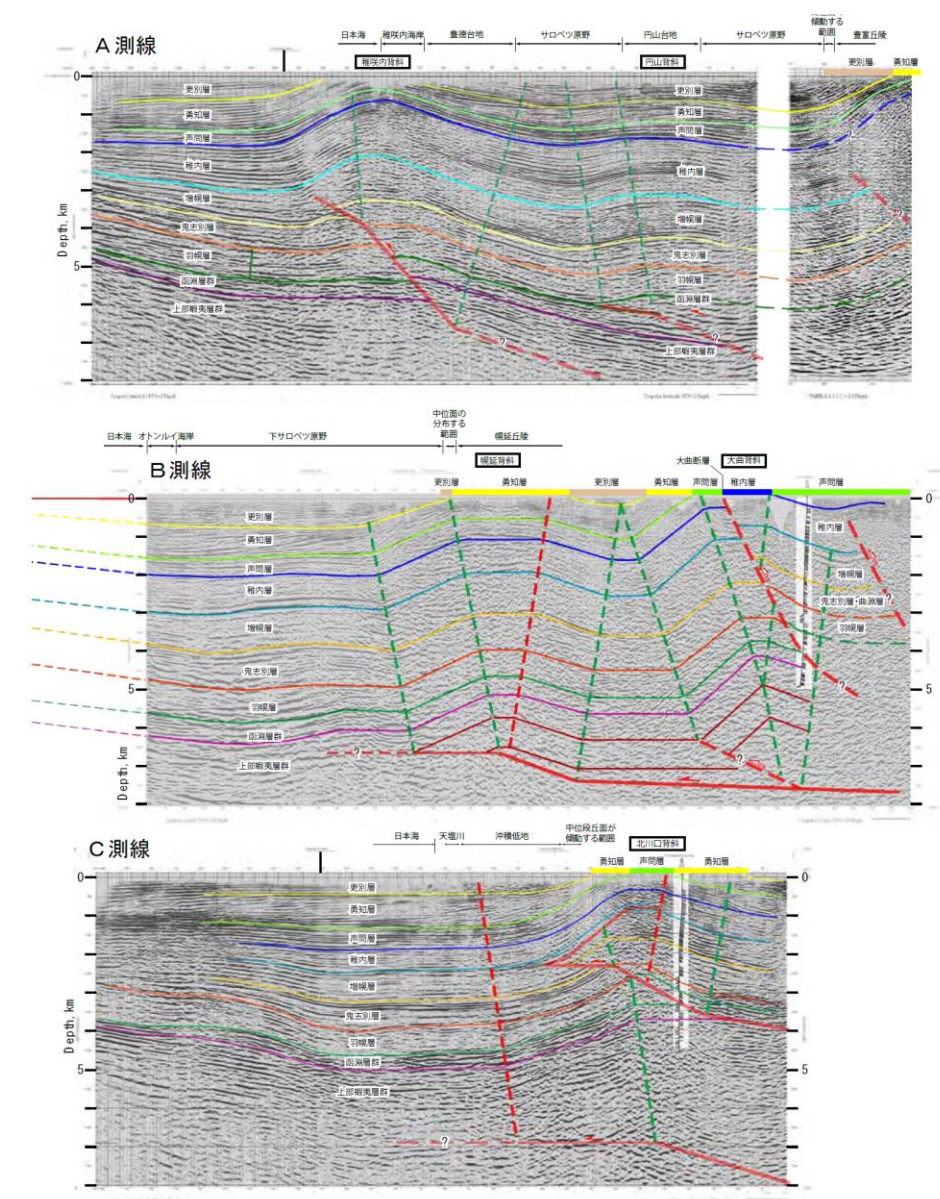 A測線
傾動する
範囲
日本海
稚咲内海岸
豊徳台地
サロベツ原野
円山台地
サロベツ原野
豊富丘陵
稚咲内背斜
円山背斜
更別層
勇知層
0
更別層
更別層
勇知層
勇知層
声問層
声問層
稚内層
稚内層
増幌層
増幌層
鬼志別層
鬼志別層
羽幌層
羽幌層
函淵層群
函淵層群
上部蝦夷層群
上部蝦夷層群
5
Depth, km
?
?
?
?
B測線
日本海
オトンルイ海岸
下サロベツ原野
中位面の
分布する
範囲
幌延丘陵
幌延背斜
大曲断層
大曲背斜
更別層
勇知層
更別層
勇知層
声問層
稚内層
声問層
0
0
更別層
勇知層
声問層
稚内層
増幌層
鬼志別層
羽幌層
函淵層群
上部蝦夷層群
稚内層
増幌層
鬼志別層・曲淵層
羽幌層
5
5
Depth, km
?
?
?
?
C測線
日本海
天塩川
沖積低地
中位段丘面が
傾動する範囲
北川口背斜
勇知層
声問層
勇知層
0
0
更別層
勇知層
声問層
稚内層
増幌層
鬼志別層
羽幌層
函淵層群
上部蝦夷層群
5
5
Depth, km
?